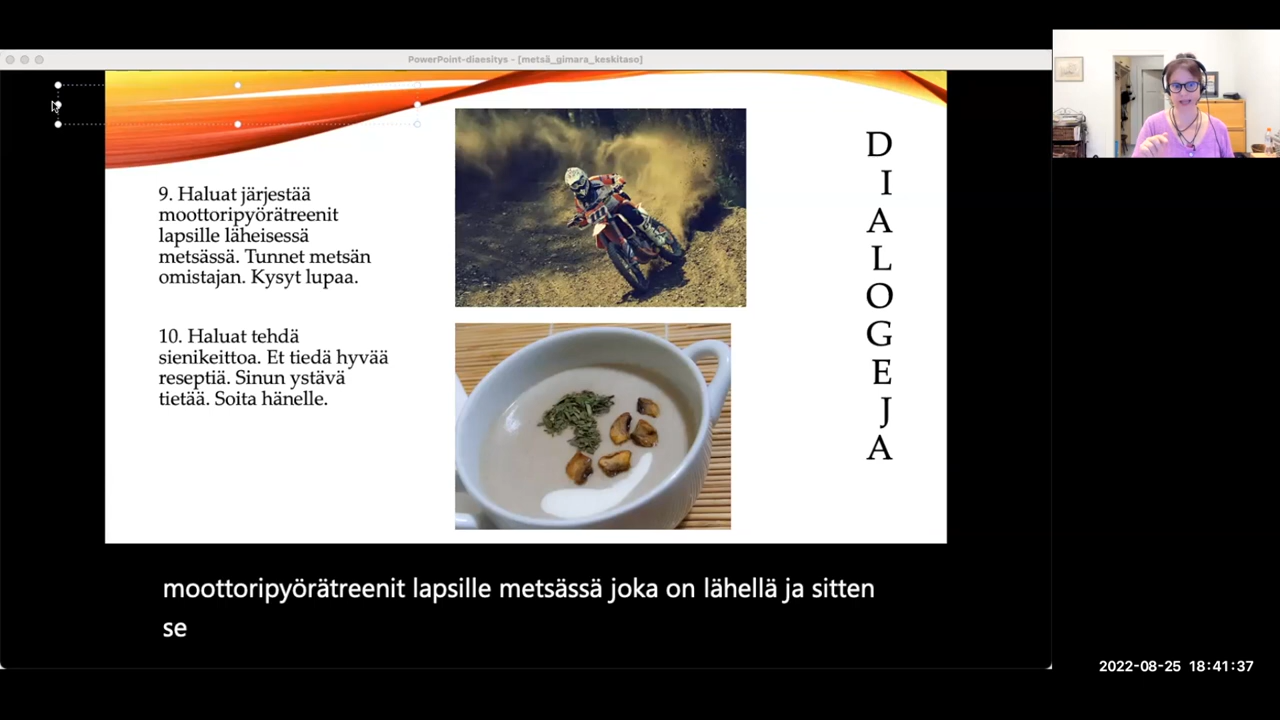 PowerPoint-diaesitys - [metsä_gimara_keskitaso]
9. Haluat järjestää
moottoripyörätreenit
lapsille läheisessä
metsässä. Tunnet metsän
omistajan. Kysyt lupaa.
10. Haluat tehdä
sienikeittoa. Et tiedä hyvää
reseptiä. Sinun ystävä
tietää. Soita hänelle.
D
I
A
L
O
G
E
J
A
moottoripyörätreenit lapsille metsässä joka on lähellä ja sitten
se
2022-08-25 18:41:37